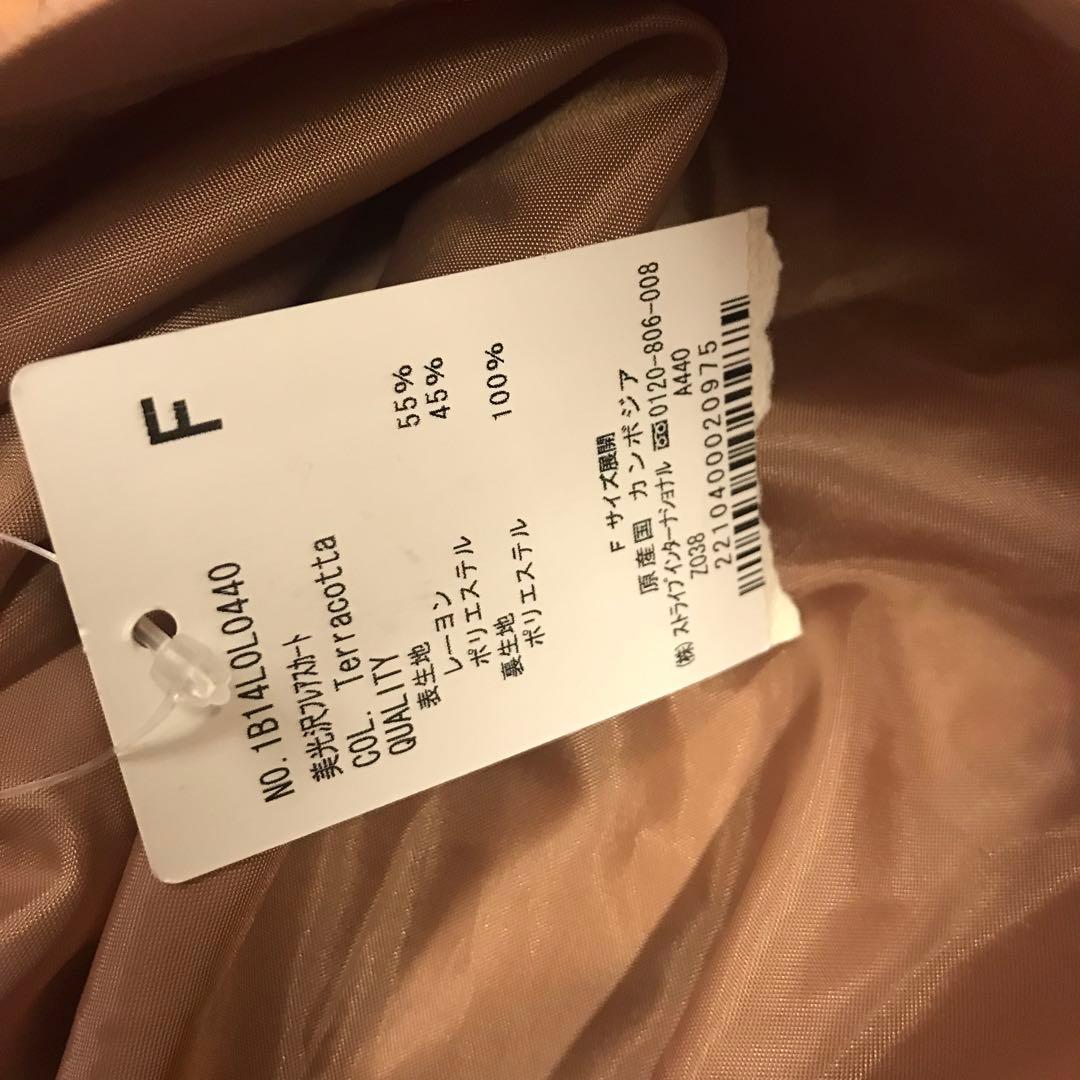 F
NO.1B14L0L0440
美光沢ﾌﾚｱｽｶｰﾄ
COL. Terracotta
QUALITY
表生地
レーヨン 55%
ポリエステル 45%
裏生地
ポリエステル 100%
F サイズ展開
原産国 カンボジア
㈱ｽﾄﾗｲﾌﾟｲﾝﾀｰﾅｼｮﾅﾙ 0120-806-008
Z038 A440
2210400020975